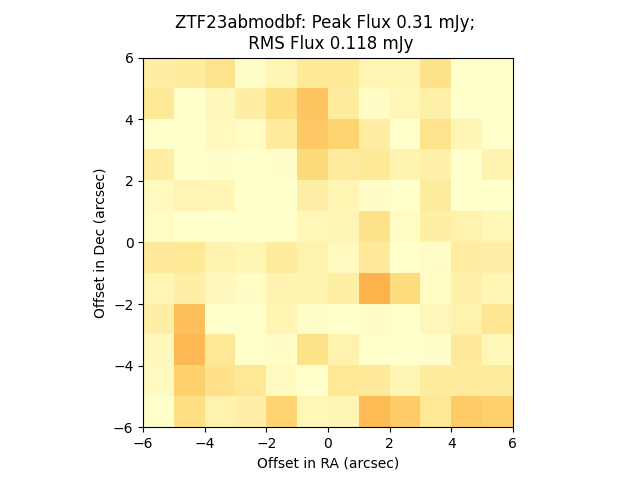 ZTF23abmodbf: Peak Flux 0.31 mJy;
RMS Flux 0.118 mJy
6
4
2
0
−2
−4
−6
Offset in Dec (arcsec)
−6 −4 −2 0 2 4 6
Offset in RA (arcsec)